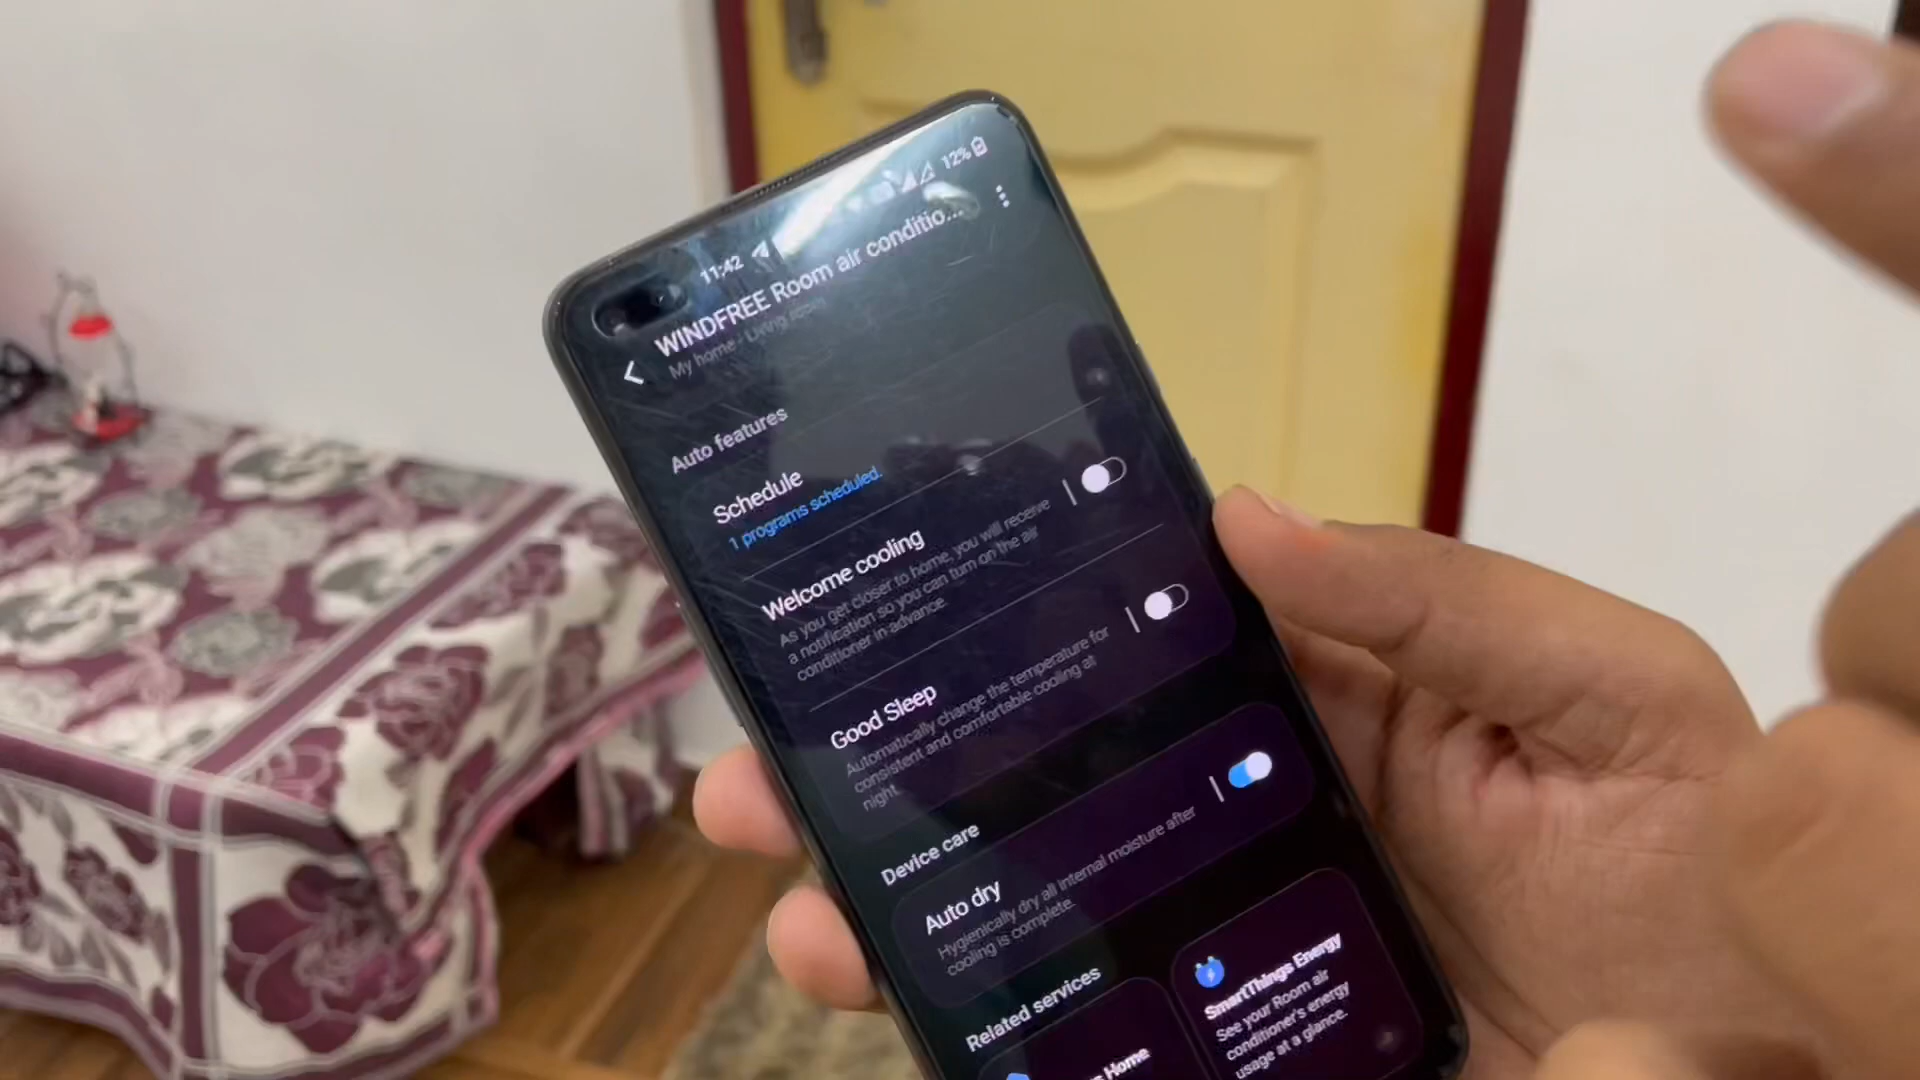 11:42
12%
WINDFREE Room air conditio...
My home · Living room
Auto features
Schedule
1 programs scheduled.
Welcome cooling
As you get closer to home, you will receive
a notification so you can turn on the air
conditioner in advance.
Good Sleep
Automatically change the temperature for
consistent and comfortable cooling at
night.
Device care
Auto dry
Hygienically dry all internal moisture after
cooling is complete.
Related services
Home
SmartThings Energy
See your Room air
conditioner's energy
usage at a glance.